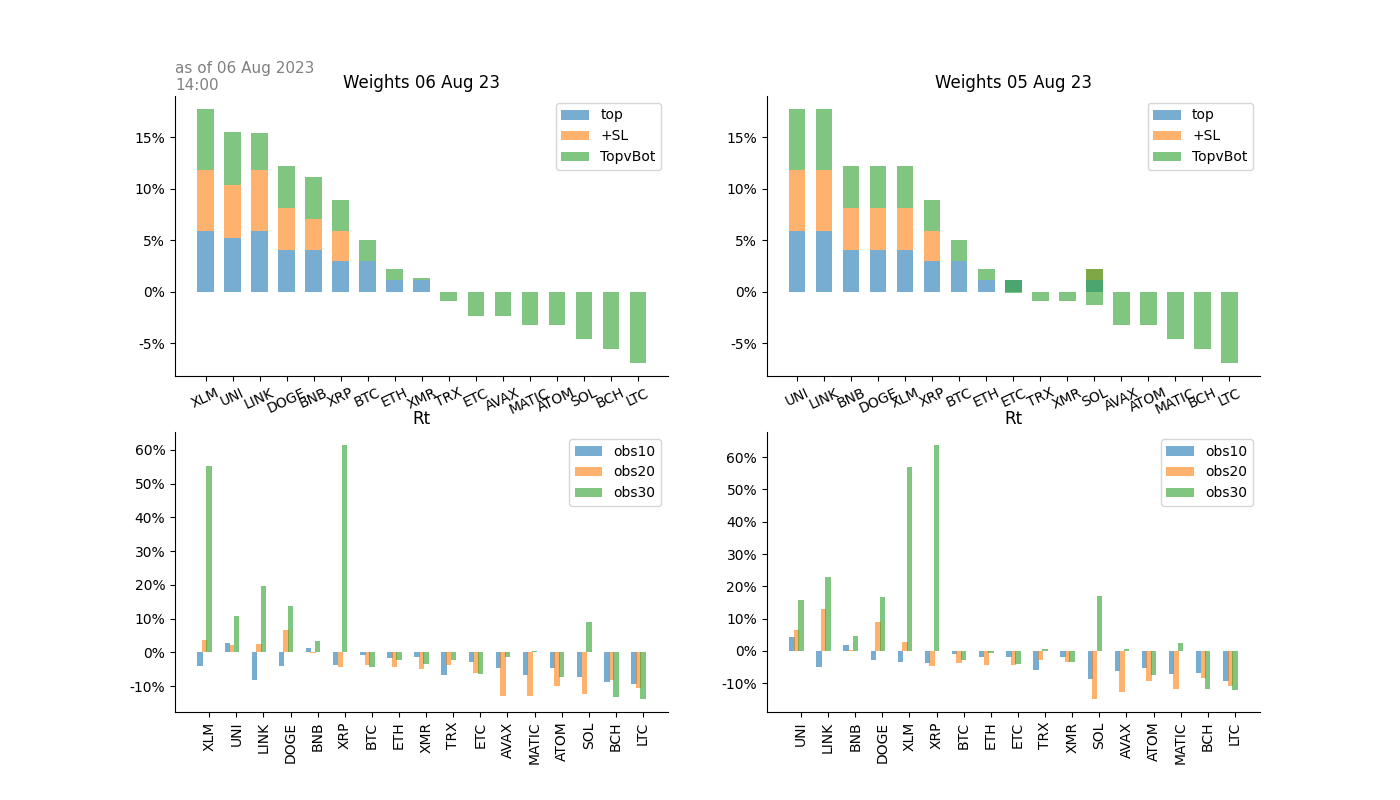 as of 06 Aug 2023
14:00
Weights 06 Aug 23
15%
10%
5%
0%
-5%
top
+SL
TopvBot
XLM UNI LINK DOGE BNB XRP BTC ETH XMR TRX ETC AVAX MATIC ATOM SOL BCH LTC
Weights 05 Aug 23
15%
10%
5%
0%
-5%
top
+SL
TopvBot
UNI LINK BNB DOGE XLM XRP BTC ETH ETC TRX XMR SOL AVAX ATOM MATIC BCH LTC
Rt
60%
50%
40%
30%
20%
10%
0%
-10%
obs10
obs20
obs30
XLM UNI LINK DOGE BNB XRP BTC ETH XMR TRX ETC AVAX MATIC ATOM SOL BCH LTC
Rt
60%
50%
40%
30%
20%
10%
0%
-10%
obs10
obs20
obs30
UNI LINK BNB DOGE XLM XRP BTC ETH ETC TRX XMR SOL AVAX ATOM MATIC BCH LTC